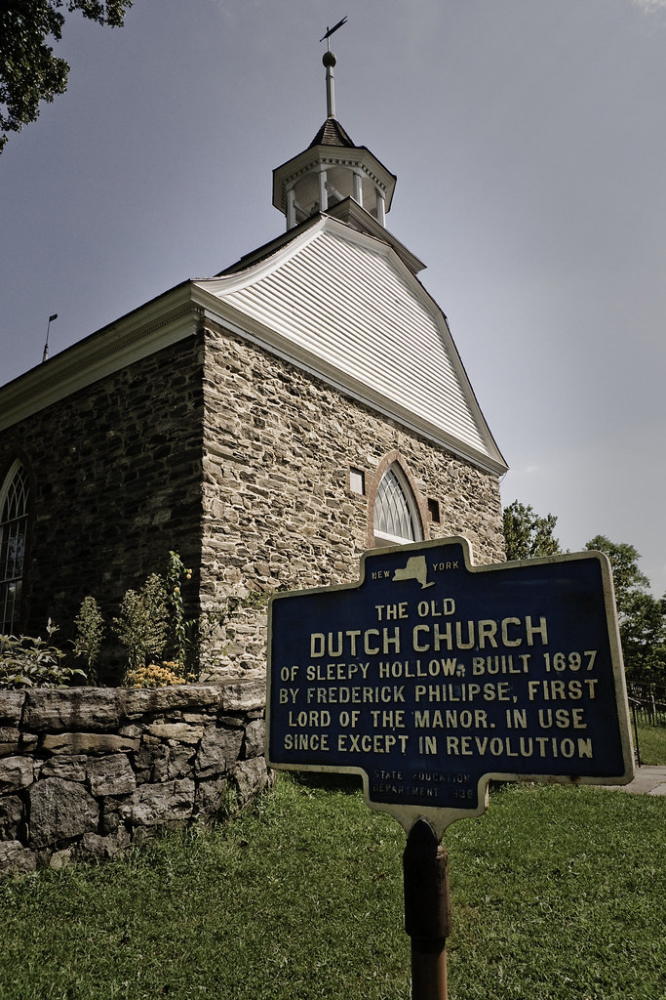 NEW YORK
THE OLD
DUTCH CHURCH
OF SLEEPY HOLLOW, BUILT 1697
BY FREDERICK PHILIPSE, FIRST
LORD OF THE MANOR. IN USE
SINCE EXCEPT IN REVOLUTION
STATE EDUCATION
DEPARTMENT 1936